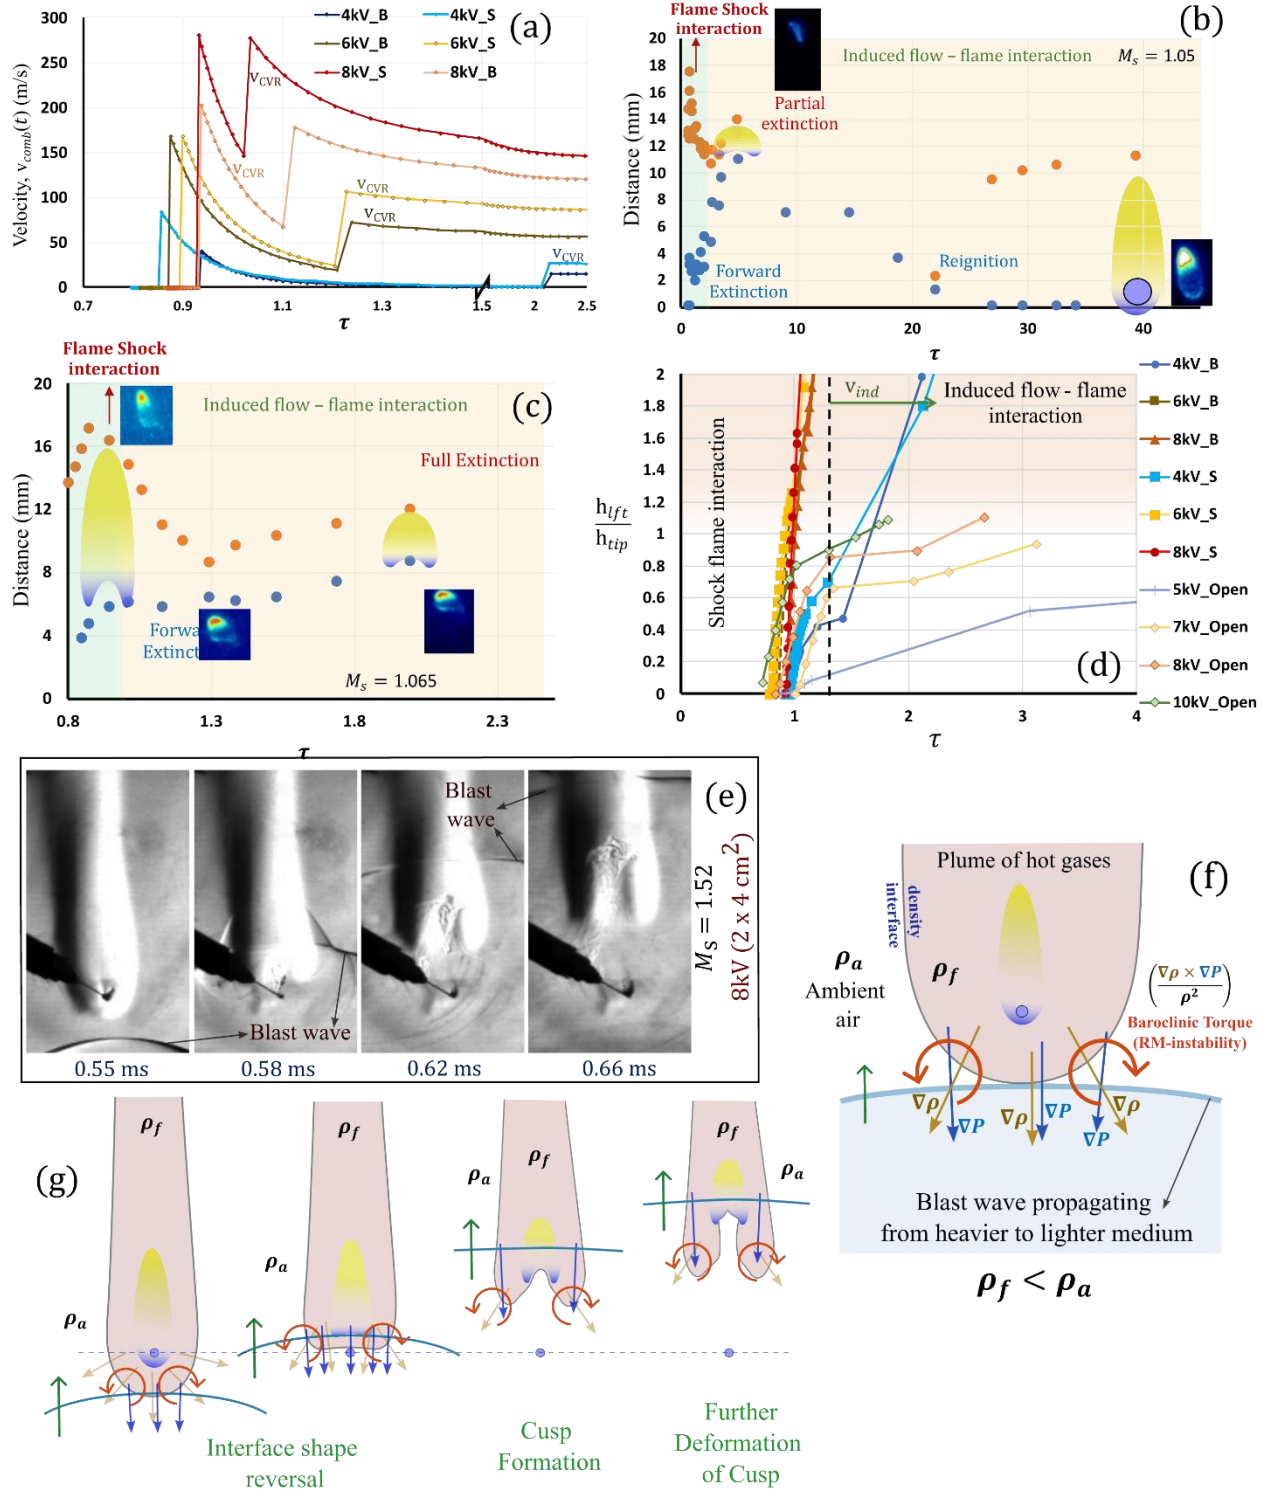 (a)
Velocity, v_comb(t) (m/s)
300
250
200
150
100
50
0
0.7
0.9
1.1
1.3
1.5
2
2.5
τ
4kV_B
4kV_S
6kV_B
6kV_S
8kV_S
8kV_B
v_CVR
v_CVR
v_CVR
v_CVR
v_CVR
(b)
Flame Shock
interaction
Induced flow – flame interaction
M_s = 1.05
Partial
extinction
Forward
Extinction
Reignition
Distance (mm)
20
18
16
14
12
10
8
6
4
2
0
0
10
20
30
40
τ
Flame Shock
interaction
(c)
Induced flow – flame interaction
Full Extinction
Forwa
Extinct
M_s = 1.065
Distance (mm)
20
16
12
8
4
0
0.8
1.3
1.8
2.3
τ
(d)
Shock flame interaction
v_ind
Induced flow - flame
interaction
h_lft
h_tip
2
1.8
1.6
1.4
1.2
1
0.8
0.6
0.4
0.2
0
0
1
2
3
4
τ
4kV_B
6kV_B
8kV_B
4kV_S
6kV_S
8kV_S
5kV_Open
7kV_Open
8kV_Open
10kV_Open
(e)
Blast
wave
Blast wave
0.55 ms
0.58 ms
0.62 ms
0.66 ms
M_S = 1.52
8kV (2 x 4 cm²)
(f)
Plume of hot gases
density
interface
ρ_a
Ambient
air
ρ_f
(∇ρ × ∇P / ρ²)
Baroclinic Torque
(RM-instability)
∇ρ
∇P
∇ρ
∇P
∇P
∇ρ
Blast wave propagating
from heavier to lighter medium
ρ_f < ρ_a
(g)
ρ_f
ρ_a
ρ_f
ρ_a
ρ_f
ρ_a
ρ_f
ρ_a
Interface shape
reversal
Cusp
Formation
Further
Deformation
of Cusp